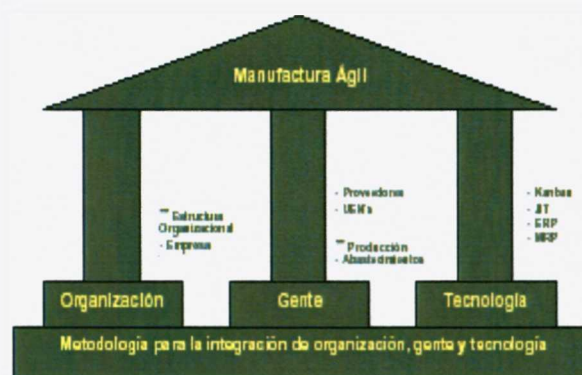 Manufactura Ágil
*** Estructura
Organizacional
- Empresa
- Proveedores
- UEN's
*** Producción
- Abastecimientos
- Kanban
- JIT
- ERP
- MRP
Organización
Gente
Tecnología
Metodología para la integración de organización, gente y tecnología